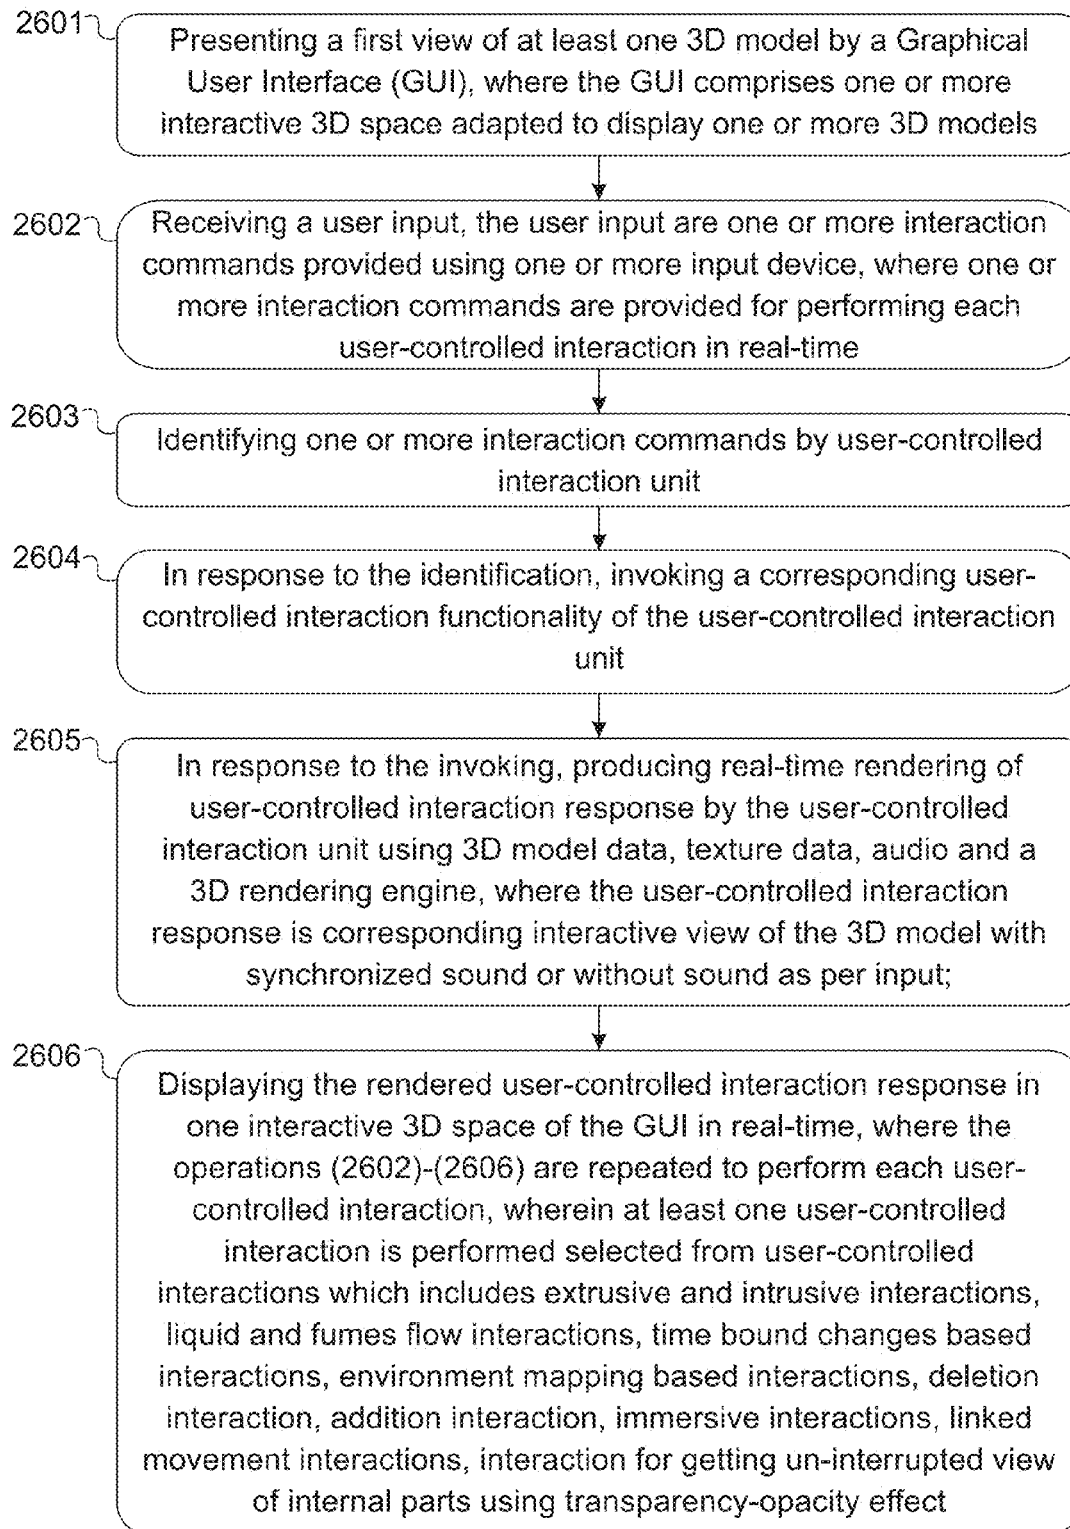 2601
Presenting a first view of at least one 3D model by a Graphical
User Interface (GUI), where the GUI comprises one or more
interactive 3D space adapted to display one or more 3D models
2602
Receiving a user input, the user input are one or more interaction
commands provided using one or more input device, where one or
more interaction commands are provided for performing each
user-controlled interaction in real-time
2603
Identifying one or more interaction commands by user-controlled
interaction unit
2604
In response to the identification, invoking a corresponding user-
controlled interaction functionality of the user-controlled interaction
unit
2605
In response to the invoking, producing real-time rendering of
user-controlled interaction response by the user-controlled
interaction unit using 3D model data, texture data, audio and a
3D rendering engine, where the user-controlled interaction
response is corresponding interactive view of the 3D model with
synchronized sound or without sound as per input;
2606
Displaying the rendered user-controlled interaction response in
one interactive 3D space of the GUI in real-time, where the
operations (2602)-(2606) are repeated to perform each user-
controlled interaction, wherein at least one user-controlled
interaction is performed selected from user-controlled
interactions which includes extrusive and intrusive interactions,
liquid and fumes flow interactions, time bound changes based
interactions, environment mapping based interactions, deletion
interaction, addition interaction, immersive interactions, linked
movement interactions, interaction for getting un-interrupted view
of internal parts using transparency-opacity effect